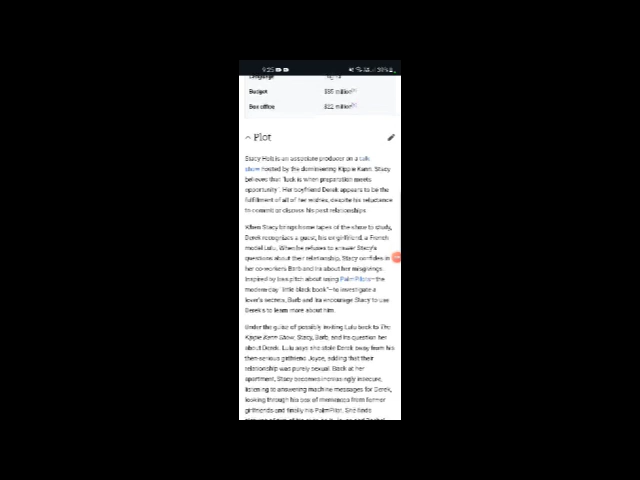 Language
Budget $35 million
Box office $22 million
Plot
Stacy Holt is an associate producer on a talk
show hosted by the domineering Kippie Kann. Stacy
believes that "luck is when preparation meets
opportunity". Her boyfriend Derek appears to be the
fulfillment of all of her wishes, despite his reluctance
to commit or discuss his past relationships.
When Stacy brings home tapes of the show to study,
Derek recognizes a guest, his ex-girlfriend, a French
model Lulu. When he refuses to answer Stacy's
questions about their relationship, Stacy confides in
her co-workers Barb and Ira about her misgivings.
Inspired by Ira's pitch about using PalmPilots—the
modern-day "little black book"—to investigate a
lover's secrets, Barb and Ira encourage Stacy to use
Derek's to learn more about him.
Under the guise of possibly inviting Lulu back to The
Kippie Kann Show, Stacy, Barb, and Ira question her
about Derek. Lulu says she stole Derek away from his
then-serious girlfriend Joyce, adding that their
relationship was purely sexual. Back at her
apartment, Stacy becomes increasingly insecure,
listening to answering machine messages for Derek,
looking through his box of mementos from former
girlfriends and finally his PalmPilot. She finds